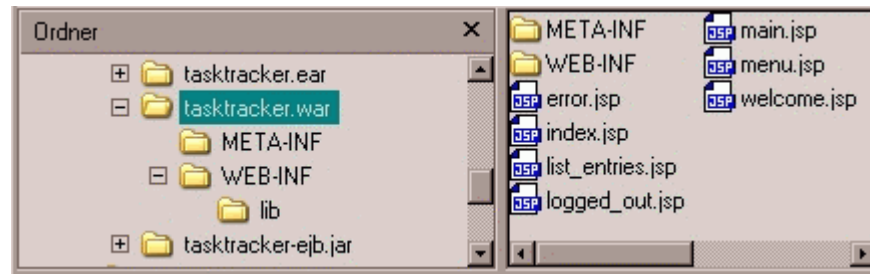 Ordner
tasktracker.ear
tasktracker.war
META-INF
WEB-INF
lib
tasktracker-ejb.jar
META-INF
WEB-INF
error.jsp
index.jsp
list_entries.jsp
logged_out.jsp
main.jsp
menu.jsp
welcome.jsp